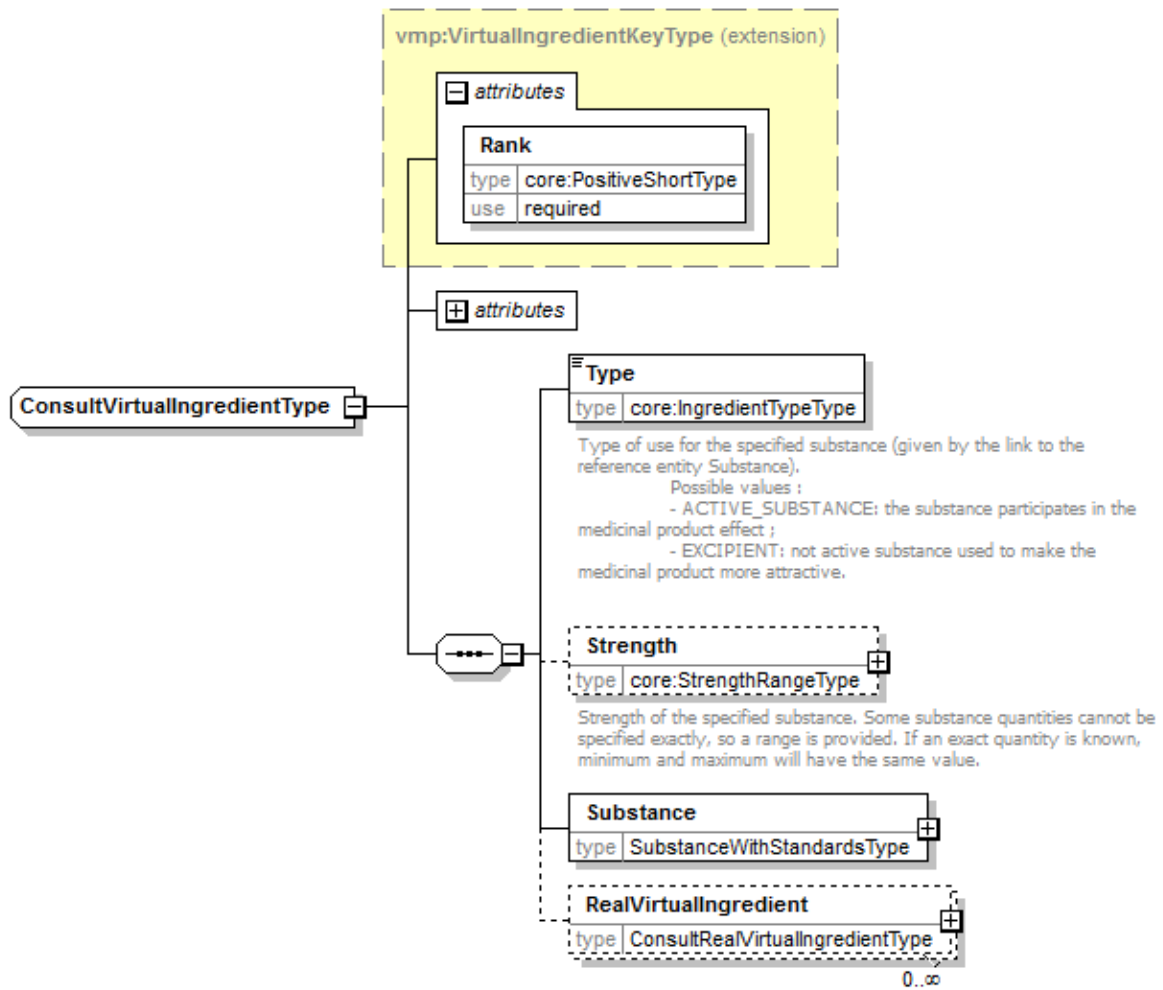 vmp:VirtualIngredientKeyType (extension)
attributes
Rank
type core:PositiveShortType
use required
attributes
ConsultVirtualIngredientType
Type
type core:IngredientTypeType
Type of use for the specified substance (given by the link to the
reference entity Substance).
Possible values :
- ACTIVE_SUBSTANCE: the substance participates in the
medicinal product effect ;
- EXCIPIENT: not active substance used to make the
medicinal product more attractive.
Strength
type core:StrengthRangeType
Strength of the specified substance. Some substance quantities cannot be
specified exactly, so a range is provided. If an exact quantity is known,
minimum and maximum will have the same value.
Substance
type SubstanceWithStandardsType
RealVirtualIngredient
type ConsultRealVirtualIngredientType
0..∞